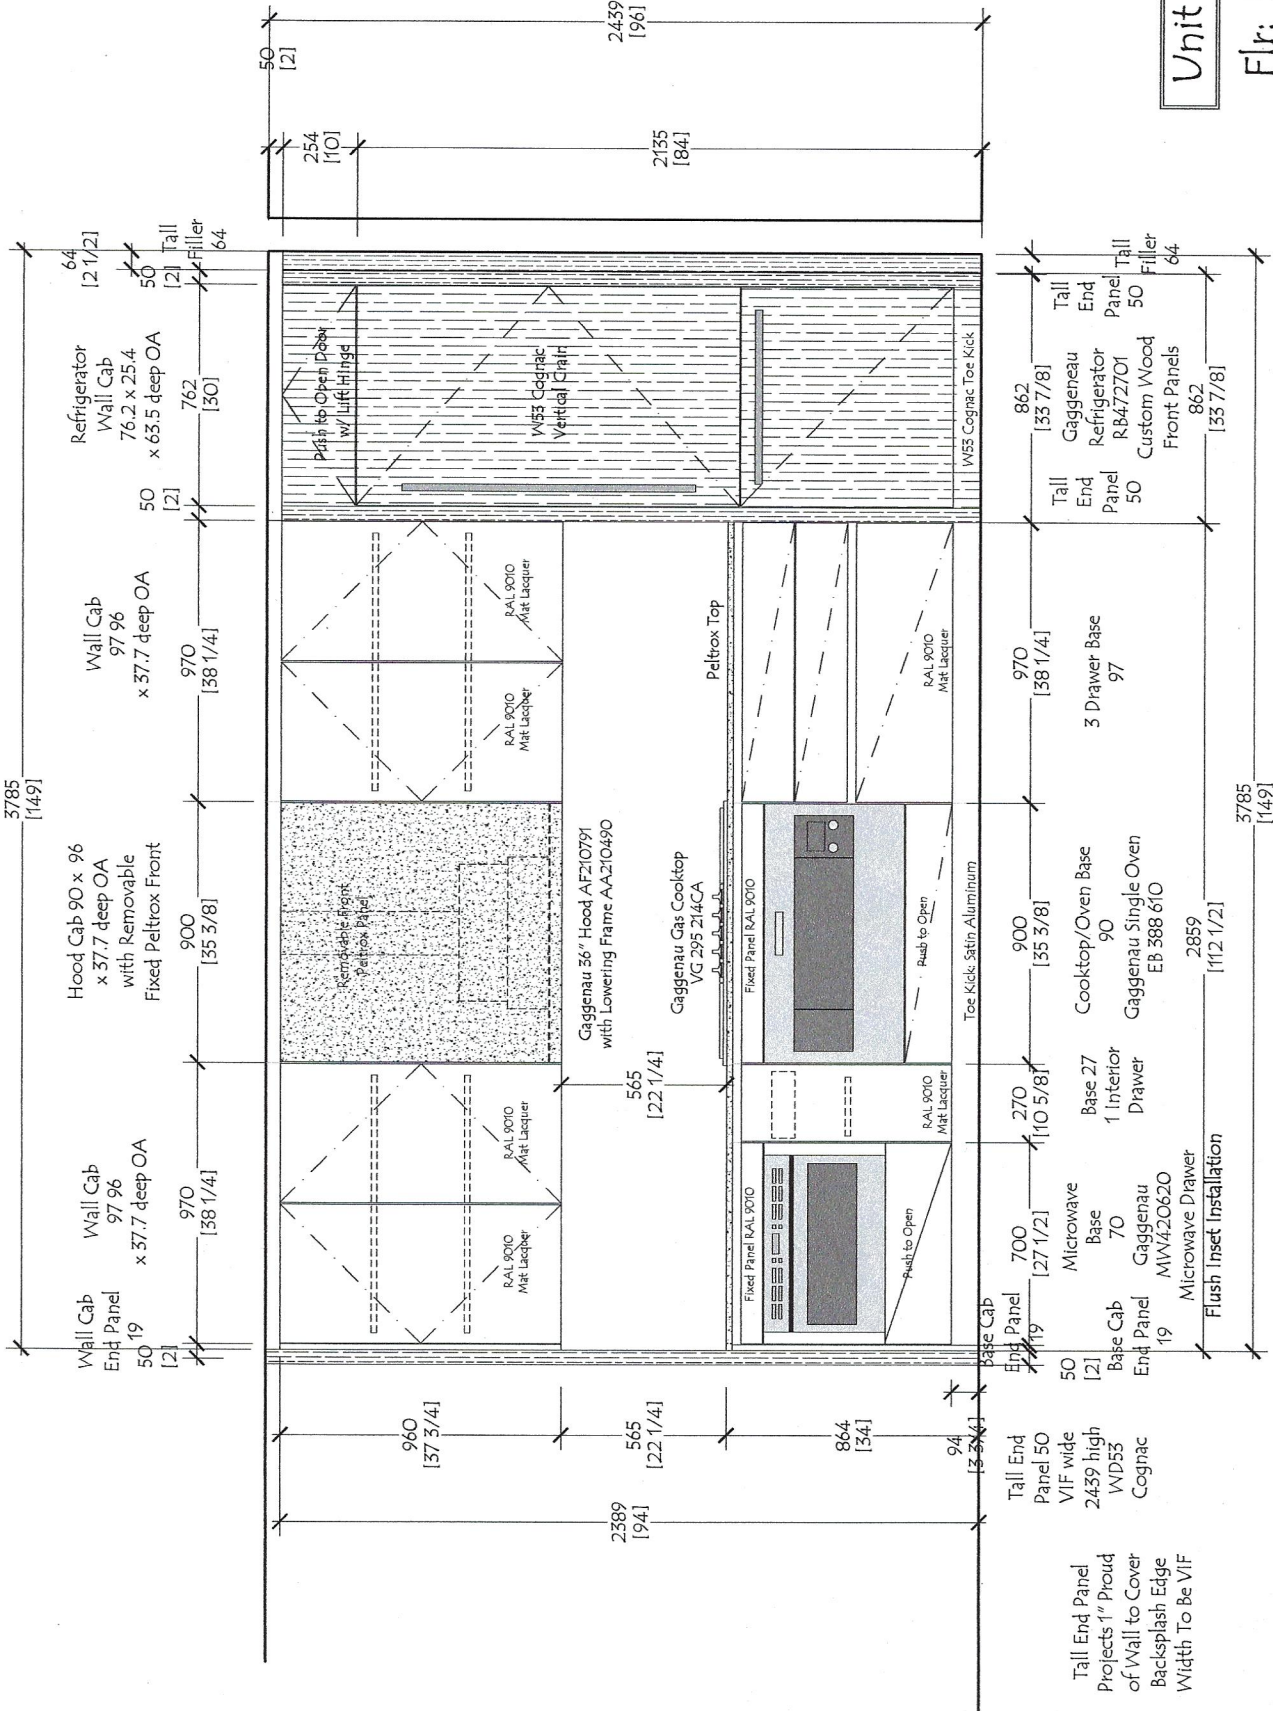 3785
[149]
Wall Cab
End Panel
19
50
[2]
Wall Cab
97 96
x 37.7 deep OA
970
[38 1/4]
Hood Cab 90 x 96
x 37.7 deep OA
with Removable
Fixed Peltrox Front
900
[35 3/8]
Wall Cab
97 96
x 37.7 deep OA
970
[38 1/4]
50
[2]
Refrigerator
Wall Cab
76.2 x 25.4
x 63.5 deep OA
762
[30]
50
[2]
64
[2 1/2]
Tall
Filler
64
50
[2]
254
[10]
2135
[84]
2439
[96]
960
[37 3/4]
565
[22 1/4]
864
[34]
94
[3 3/4]
2389
[94]
RAL 9010
Mat Lacquer
RAL 9010
Mat Lacquer
Removable Front
Peltrox Panel
RAL 9010
Mat Lacquer
RAL 9010
Mat Lacquer
Push to Open Door
w/ Lift HInge
W53 Cognac
Vertical Grain
565
[22 1/4]
Gaggenau 36" Hood AF210791
with Lowering Frame AA210490
Gaggenau Gas Cooktop
VG 295 214CA
Peltrox Top
Fixed Panel RAL 9010
Push to Open
RAL 9010
Mat Lacquer
Fixed Panel RAL 9010
Push to Open
RAL 9010
Mat Lacquer
Toe Kick: Satin Aluminum
W53 Cognac Toe Kick
Tall End Panel
Projects 1" Proud
of Wall to Cover
Backsplash Edge
Width To Be VIF
Tall End
Panel 50
VIF wide
2439 high
WD53
Cognac
50
[2]
Base Cab
End Panel
19
Base Cab
End Panel
19
700
[27 1/2]
Microwave
Base
70
Gaggenau
MW420620
Microwave Drawer
Flush Inset Installation
270
[10 5/8]
Base 27
1 Interior
Drawer
900
[35 3/8]
Cooktop/Oven Base
90
Gaggenau Single Oven
EB 388 610
970
[38 1/4]
3 Drawer Base
97
862
[33 7/8]
Tall
End
Panel
50
Gaggeneau
Refrigerator
RB472701
Custom Wood
Front Panels
Tall
End
Panel
50
Tall
Filler
64
2859
[112 1/2]
862
[33 7/8]
3785
[149]
Unit
Flr: